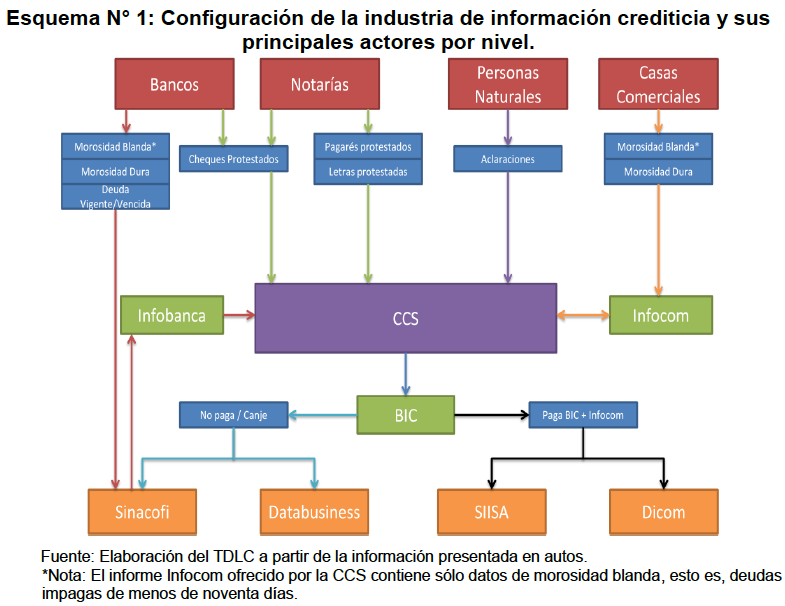 Esquema N° 1: Configuración de la industria de información crediticia y sus
principales actores por nivel.
Bancos
Notarías
Personas
Naturales
Casas
Comerciales
Morosidad Blanda*
Morosidad Dura
Deuda
Vigente/Vencida
Cheques Protestados
Pagarés protestados
Letras protestadas
Aclaraciones
Morosidad Blanda*
Morosidad Dura
Infobanca
CCS
Infocom
No paga / Canje
BIC
Paga BIC + Infocom
Sinacofi
Databusiness
SIISA
Dicom
Fuente: Elaboración del TDLC a partir de la información presentada en autos.
*Nota: El informe Infocom ofrecido por la CCS contiene sólo datos de morosidad blanda, esto es, deudas
impagas de menos de noventa días.